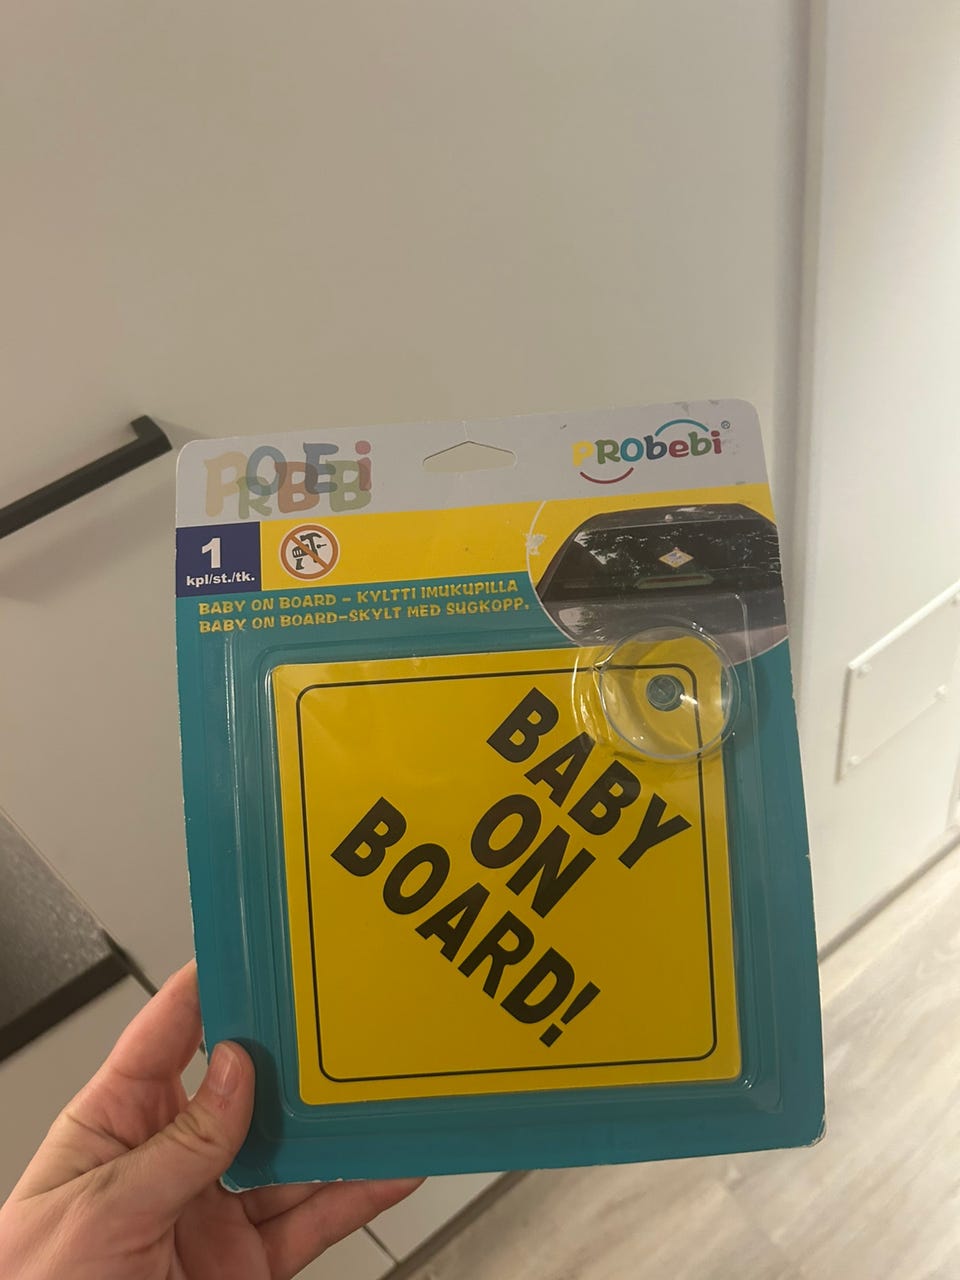 PROBEBi
PRObebi®
1
kpl/st./tk.
BABY ON BOARD - KYLTTI IMUKUPILLA
BABY ON BOARD-SKYLT MED SUGKOPP.
BABY
ON
BOARD!